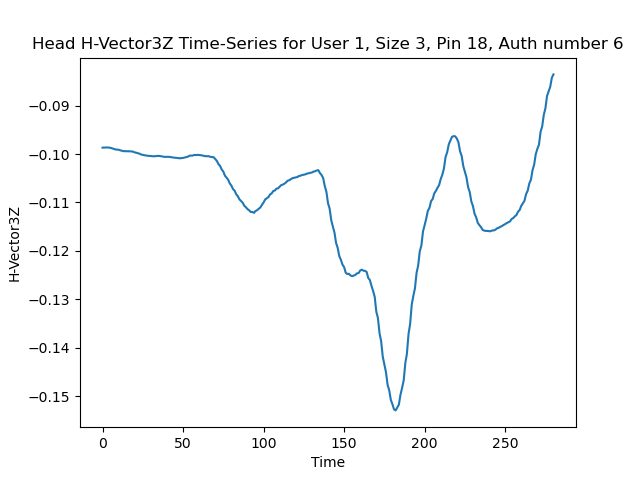 Head H-Vector3Z Time-Series for User 1, Size 3, Pin 18, Auth number 6
−0.09
−0.10
−0.11
−0.12
−0.13
−0.14
−0.15
H-Vector3Z
0 50 100 150 200 250
Time